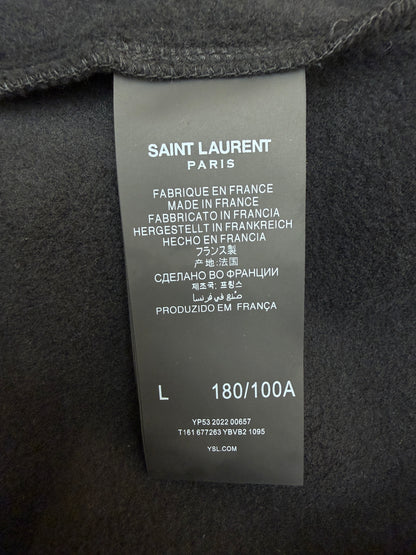 SAINT LAURENT
PARIS
FABRIQUE EN FRANCE
MADE IN FRANCE
FABBRICATO IN FRANCIA
HERGESTELLT IN FRANKREICH
HECHO EN FRANCIA
フランス製
产地:法国
СДЕЛАНО ВО ФРАНЦИИ
제조국: 프랑스
صُنع في فرنسا
PRODUZIDO EM FRANÇA
L 180/100A
YP53 2022 00657
T161 677263 YBVB2 1095
YSL.COM